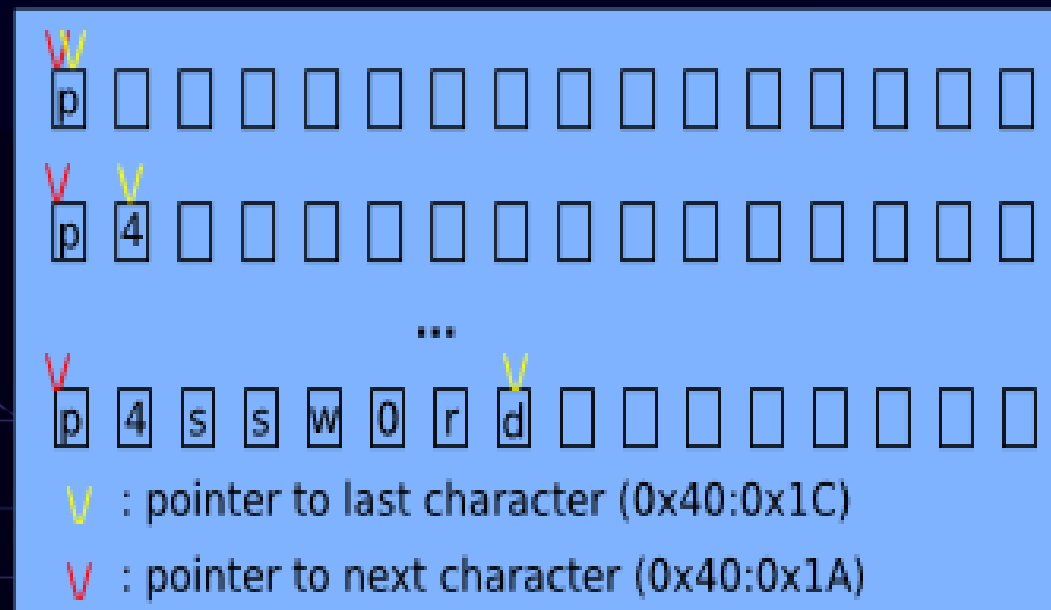 V V
p
V V
p 4
...
V V
p 4 s s w 0 r d
V : pointer to last character (0x40:0x1C)
V : pointer to next character (0x40:0x1A)